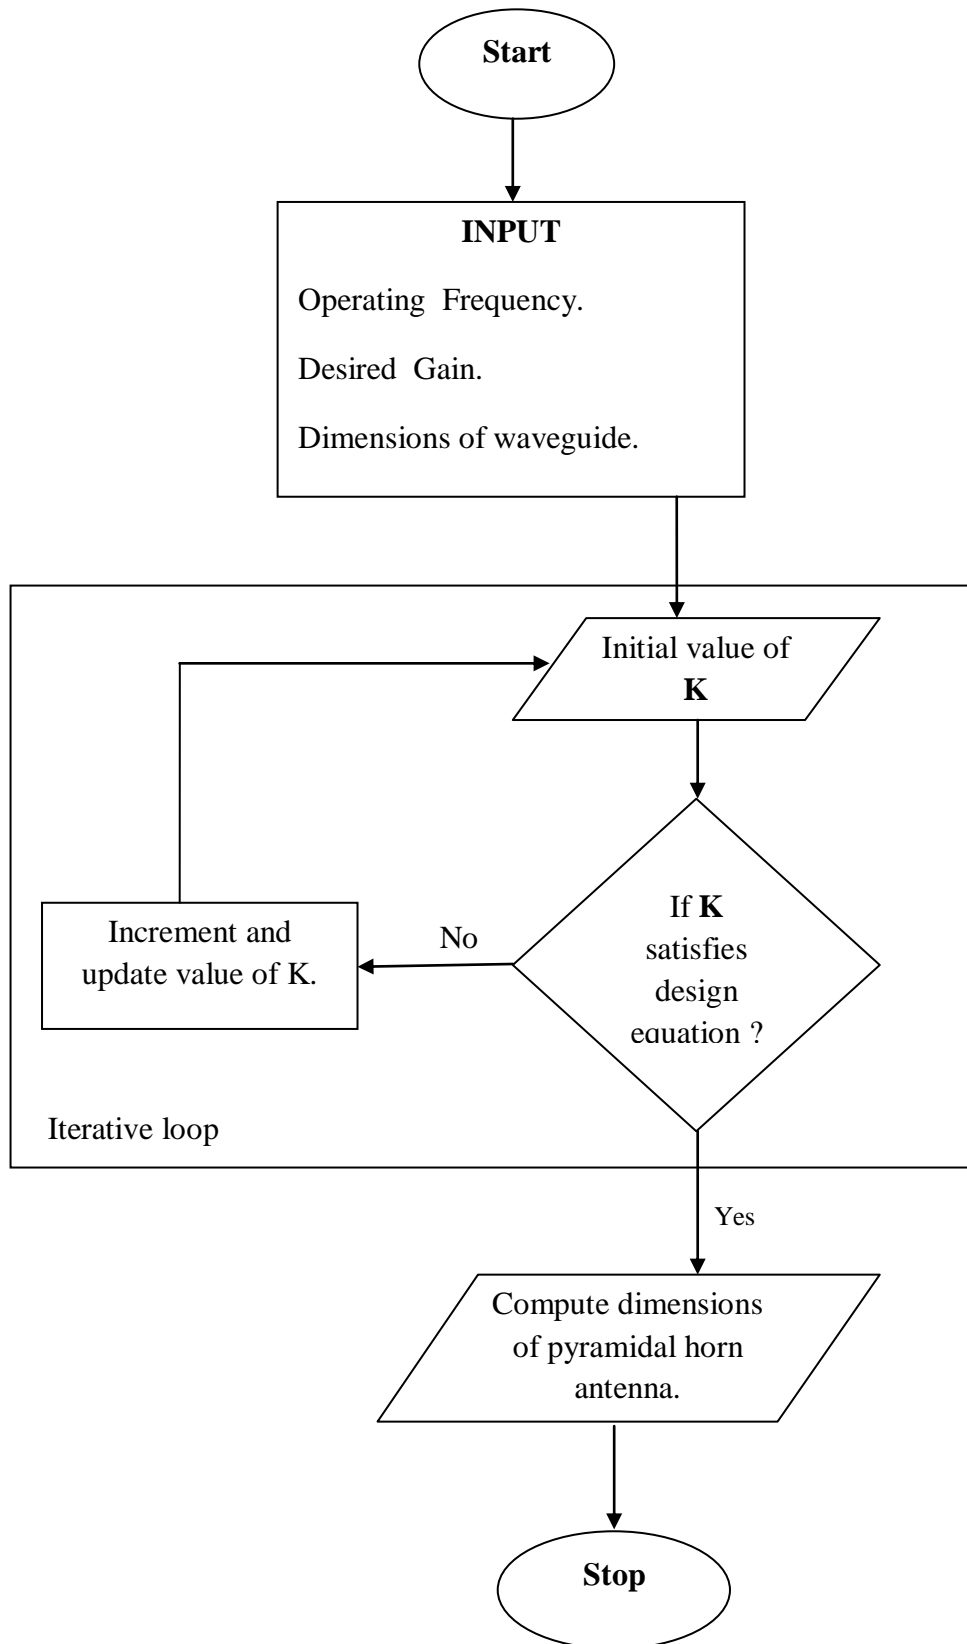 Start
INPUT
Operating Frequency.
Desired Gain.
Dimensions of waveguide.
Initial value of
K
If K
satisfies
design
equation ?
No
Increment and
update value of K.
Iterative loop
Yes
Compute dimensions
of pyramidal horn
antenna.
Stop